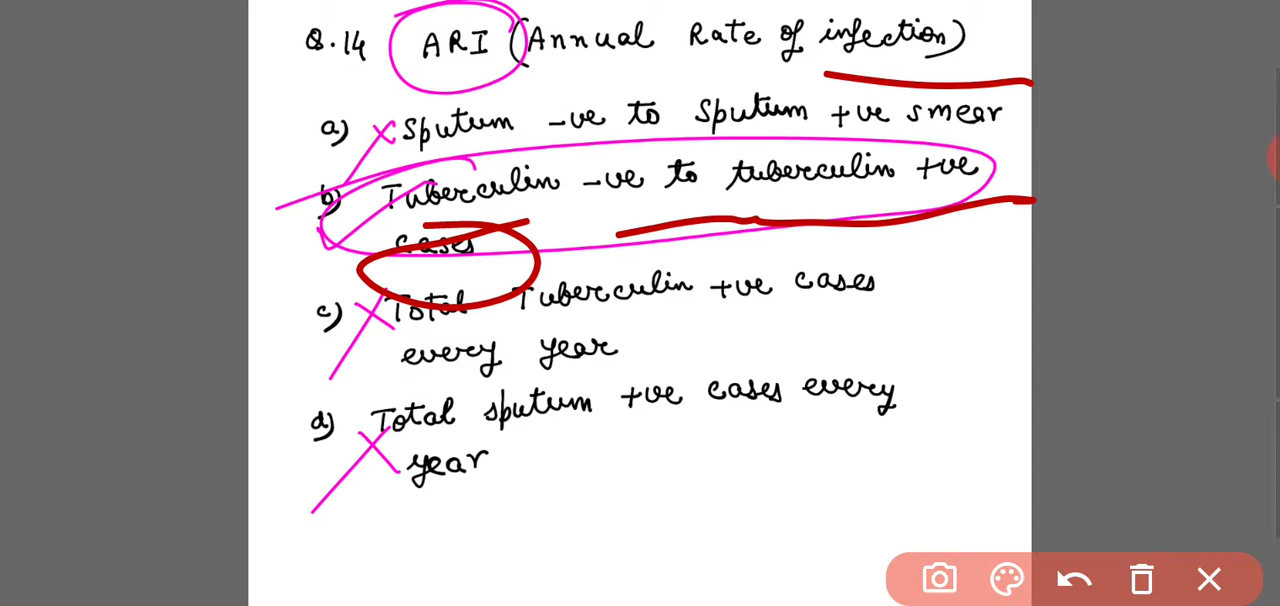 Q.14 ARI (Annual Rate of infection)
a) Sputum -ve to sputum +ve smear
b) Tuberculin -ve to tuberculin +ve
cases
c) Total Tuberculin +ve cases
every year
d) Total sputum +ve cases every
year